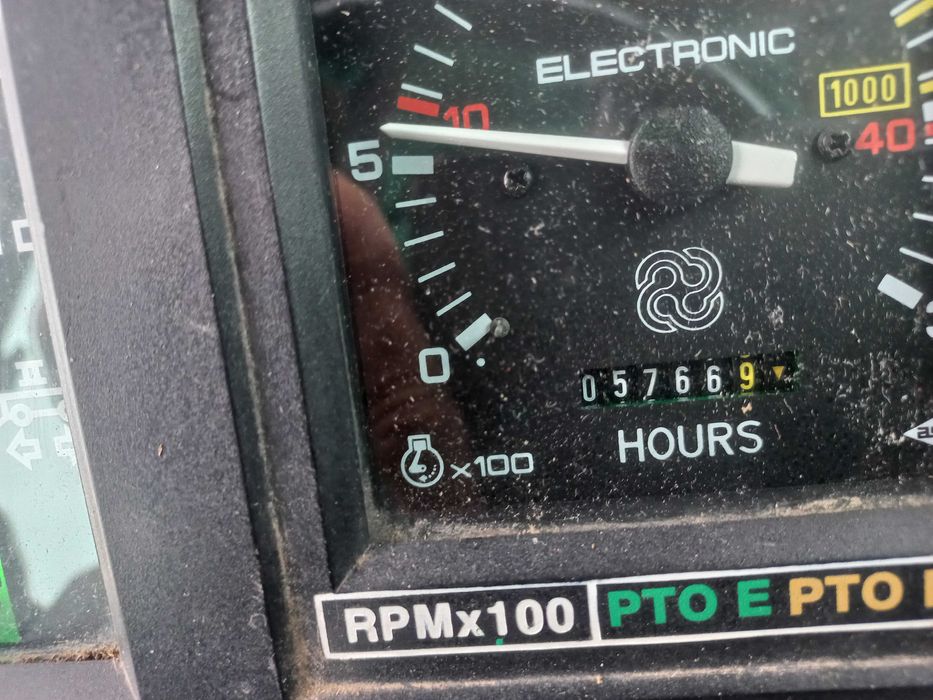 ELECTRONIC
1000
10
40
5
0
057669
HOURS
x100
RPMx100
PTO E
PTO